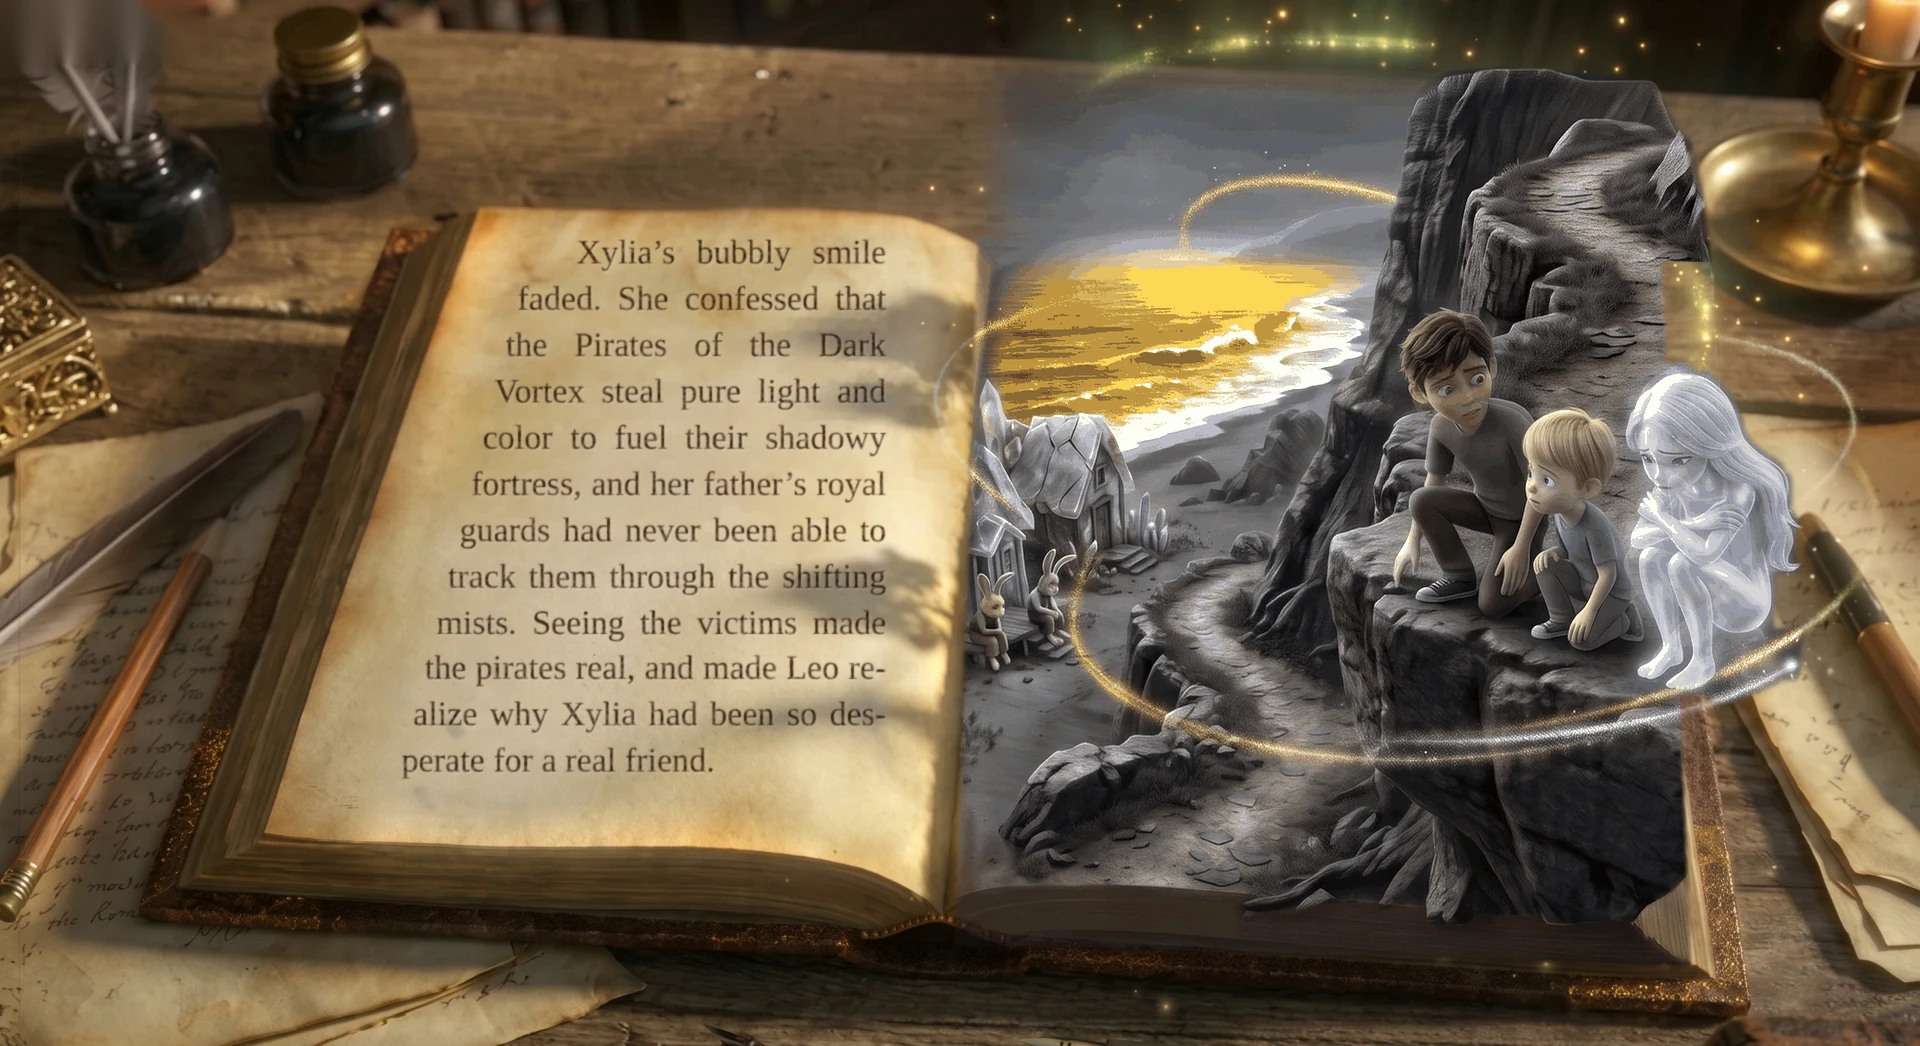 Xylia’s bubbly smile
faded. She confessed that
the Pirates of the Dark
Vortex steal pure light and
color to fuel their shadowy
fortress, and her father’s royal
guards had never been able to
track them through the shifting
mists. Seeing the victims made
the pirates real, and made Leo re-
alize why Xylia had been so des-
perate for a real friend.